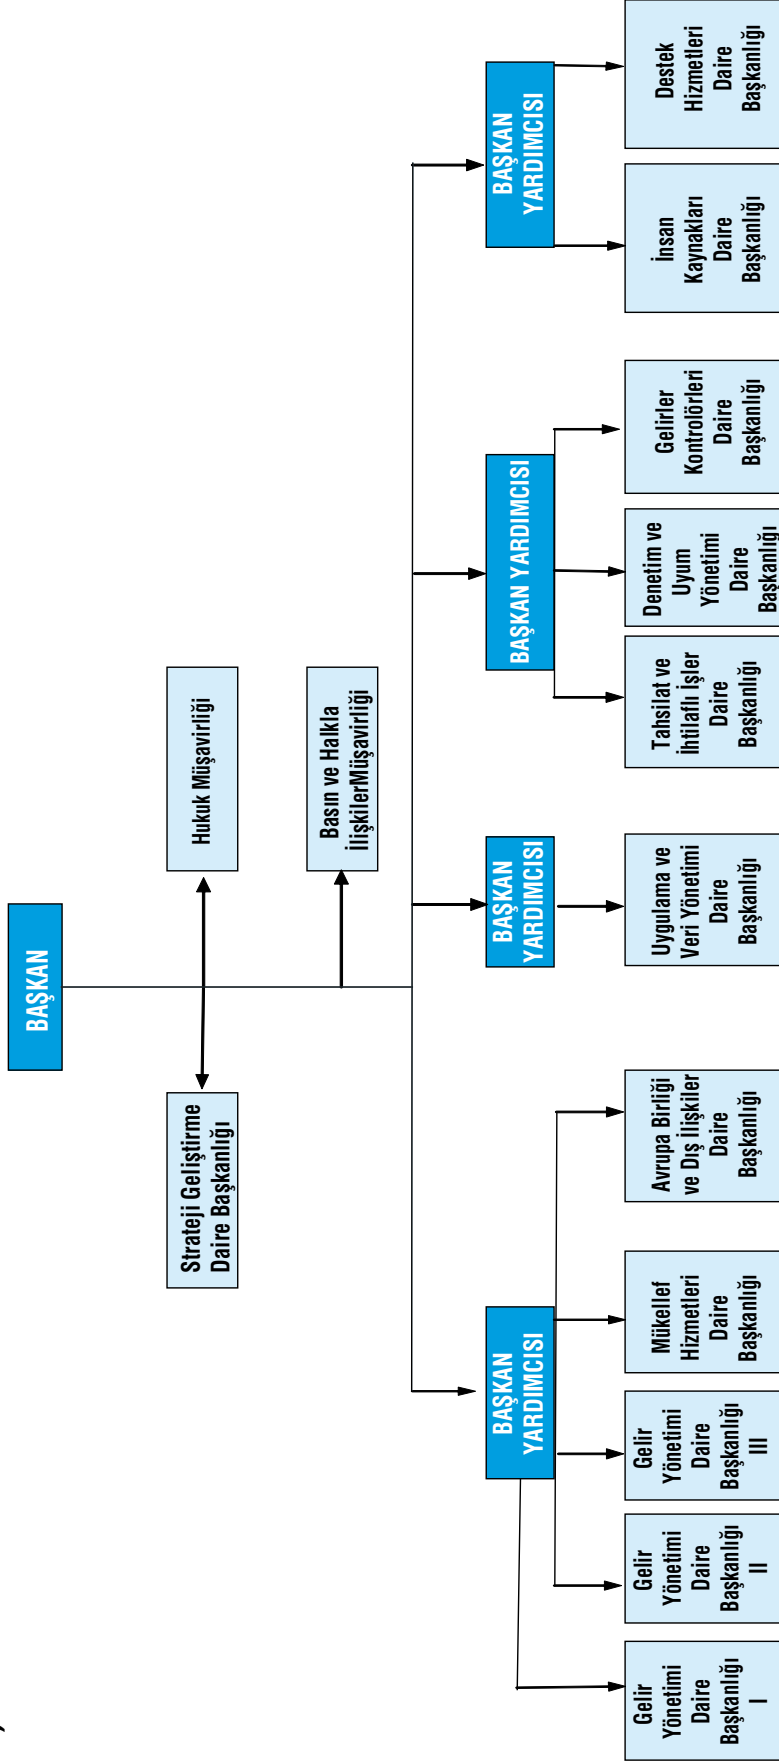 BAŞKAN
Strateji Geliştirme
Daire Başkanlığı
Hukuk Müşavirliği
Basın ve Halkla
İlişkilerMüşavirliği
BAŞKAN
YARDIMCISI
BAŞKAN
YARDIMCISI
BAŞKAN YARDIMCISI
BAŞKAN
YARDIMCISI
Gelir
Yönetimi
Daire
Başkanlığı
I
Gelir
Yönetimi
Daire
Başkanlığı
II
Gelir
Yönetimi
Daire
Başkanlığı
III
Mükellef
Hizmetleri
Daire
Başkanlığı
Avrupa Birliği
ve Dış İlişkiler
Daire
Başkanlığı
Uygulama ve
Veri Yönetimi
Daire
Başkanlığı
Tahsilat ve
İhtilaflı İşler
Daire
Başkanlığı
Denetim ve
Uyum
Yönetimi
Daire
Başkanlığı
Gelirler
Kontrolörleri
Daire
Başkanlığı
İnsan
Kaynakları
Daire
Başkanlığı
Destek
Hizmetleri
Daire
Başkanlığı